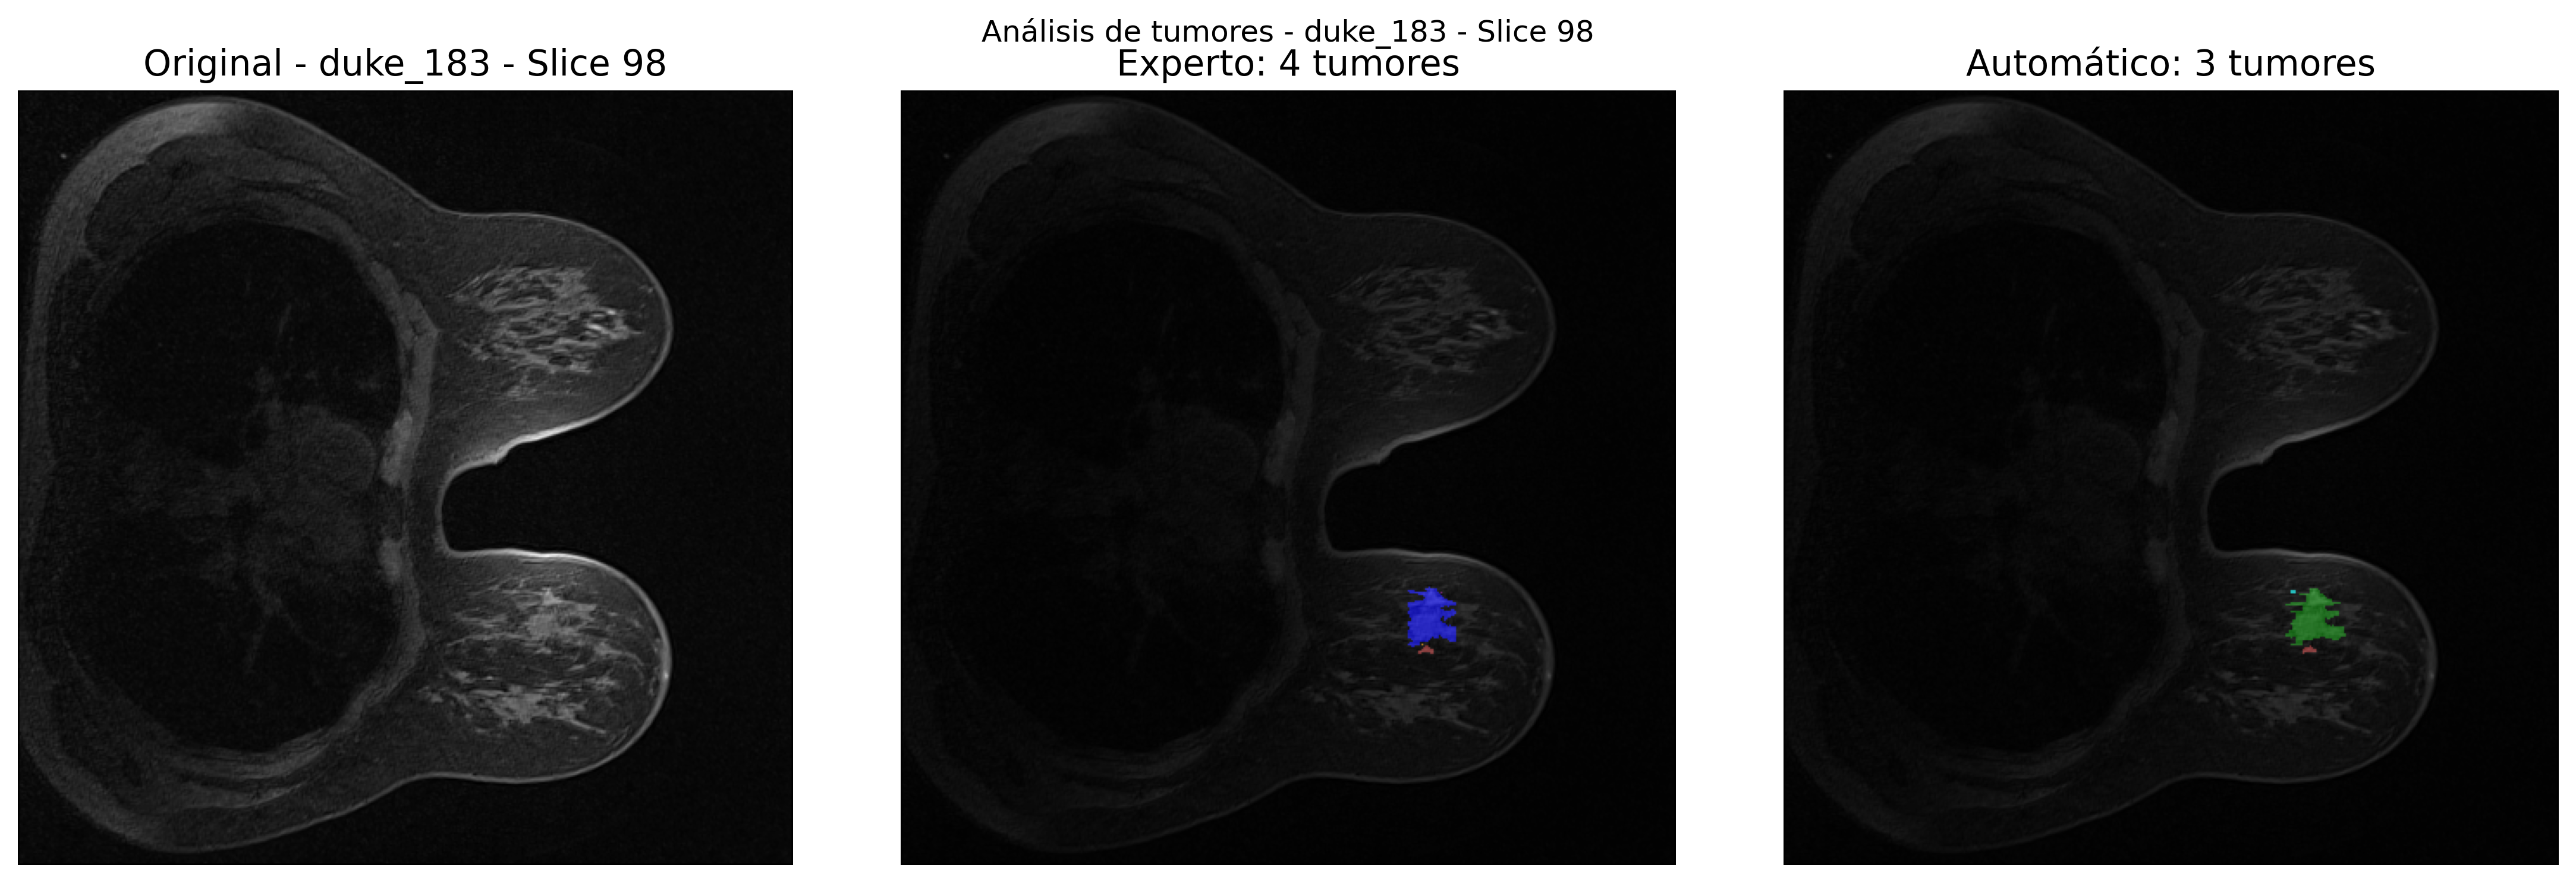 Análisis de tumores - duke_183 - Slice 98
Original - duke_183 - Slice 98
Experto: 4 tumores
Automático: 3 tumores